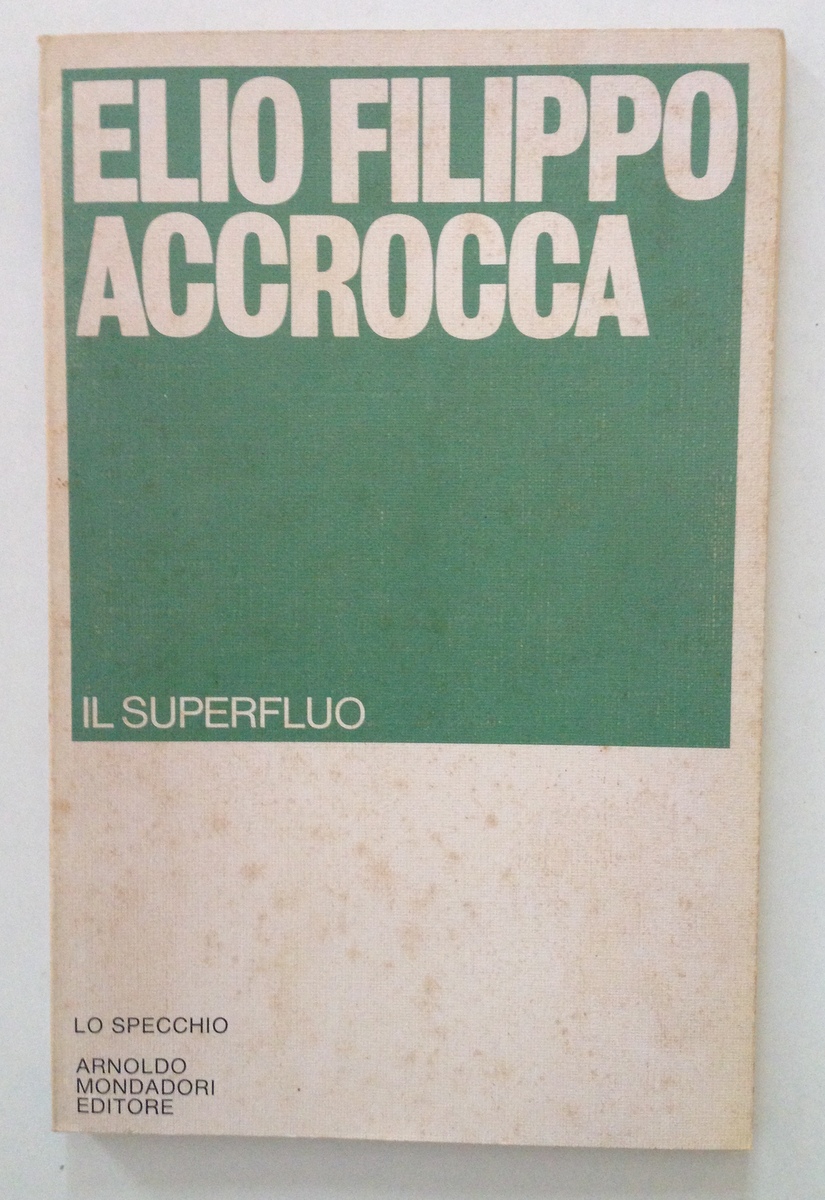 ELIO FILIPPO
ACCROCCA
IL SUPERFLUO
LO SPECCHIO
ARNOLDO
MONDADORI
EDITORE